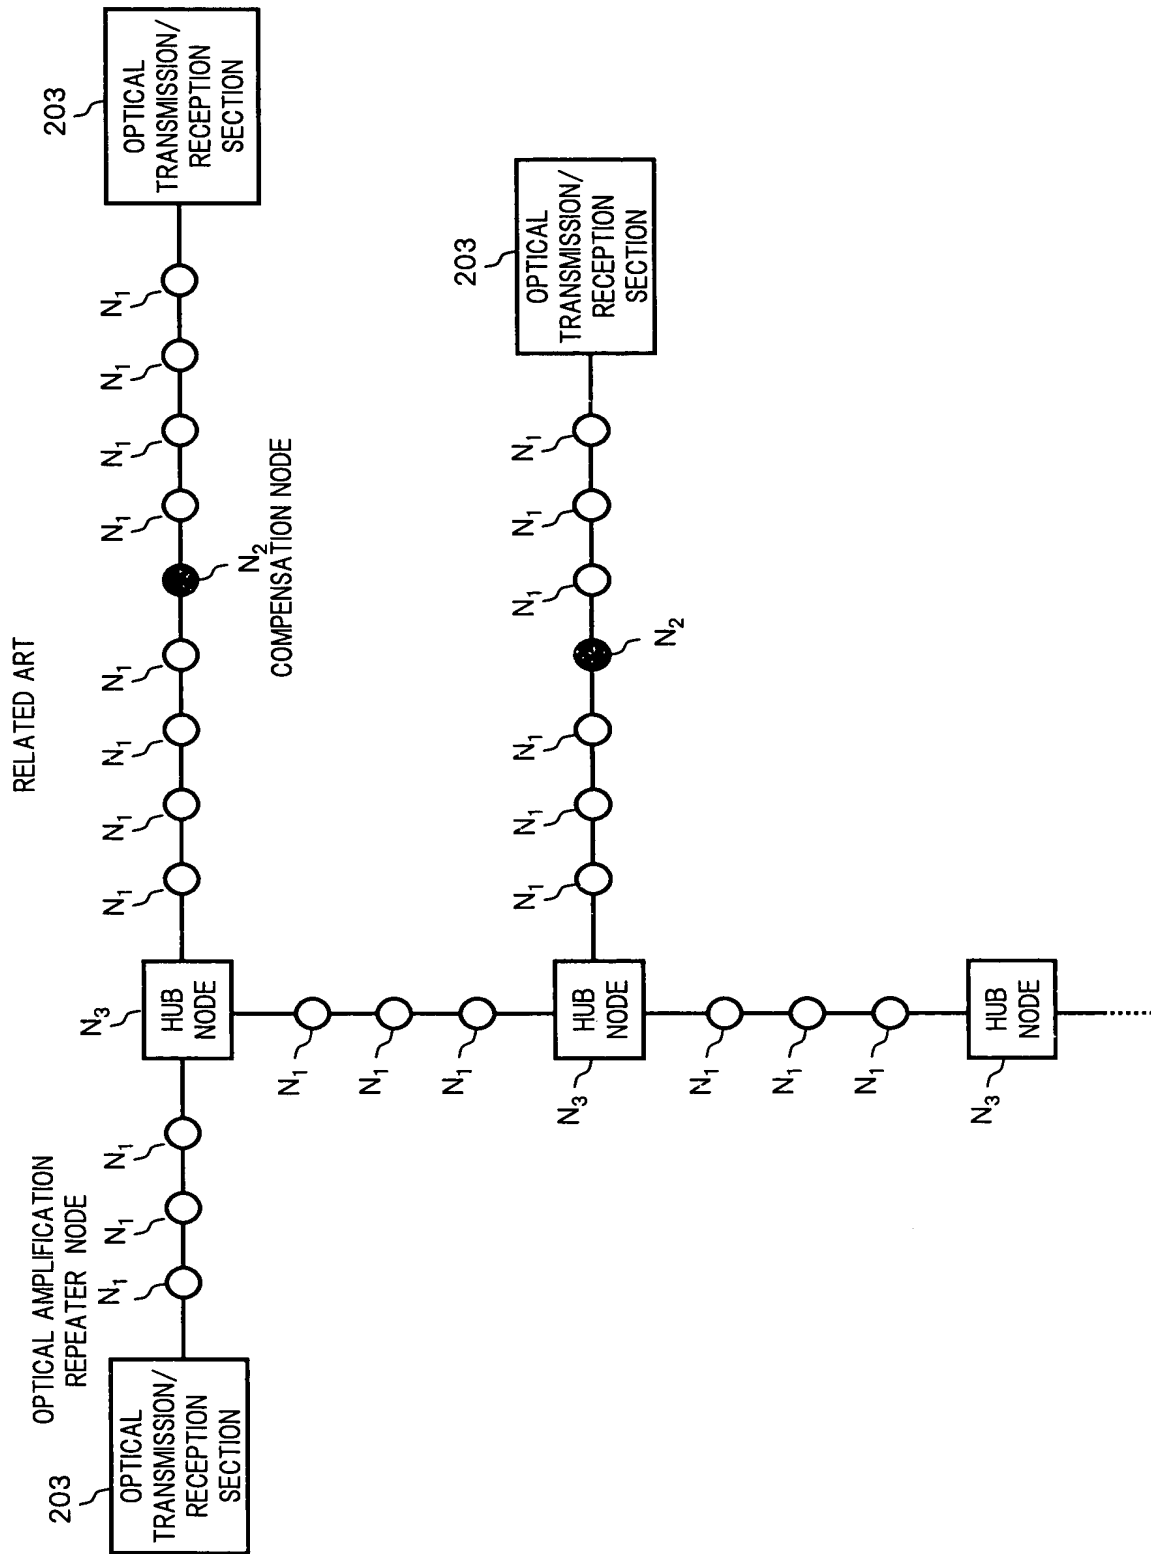 RELATED ART
OPTICAL AMPLIFICATION
REPEATER NODE
203
OPTICAL
TRANSMISSION/
RECEPTION
SECTION
N₁
N₁
N₁
N₃
HUB
NODE
N₁
N₁
N₁
N₁
N₂
COMPENSATION NODE
N₁
N₁
N₁
N₁
203
OPTICAL
TRANSMISSION/
RECEPTION
SECTION
N₁
N₁
N₁
N₃
HUB
NODE
N₁
N₁
N₁
N₂
N₁
N₁
N₁
203
OPTICAL
TRANSMISSION/
RECEPTION
SECTION
N₁
N₁
N₁
N₃
HUB
NODE